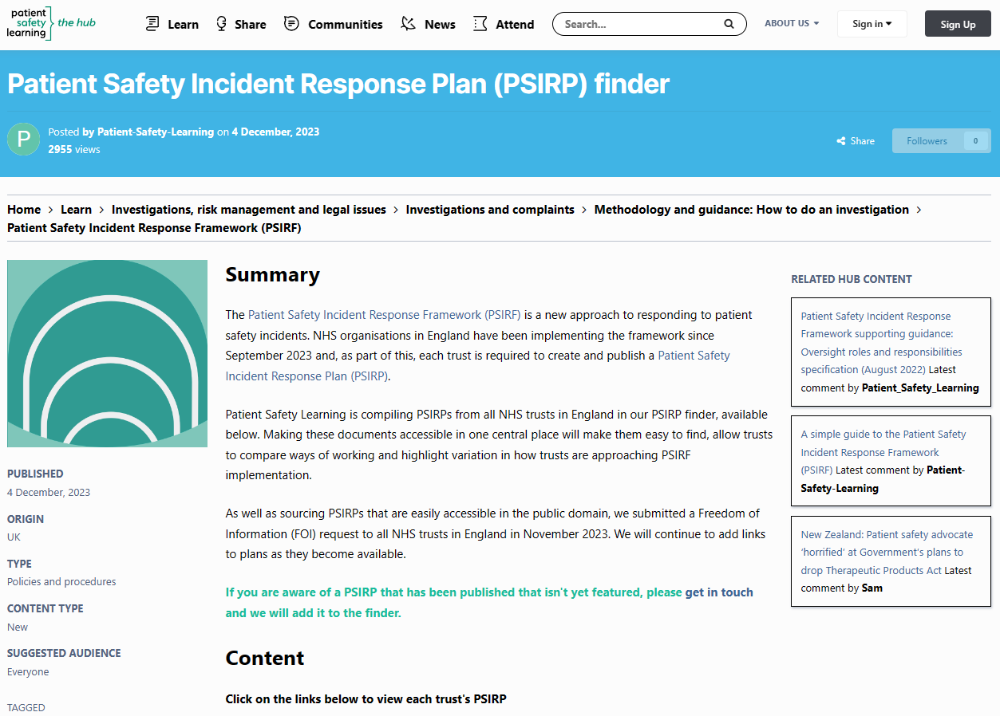 patient
safety
learning
the hub
Learn
Share
Communities
News
Attend
Search...
ABOUT US
Sign in
Sign Up
Patient Safety Incident Response Plan (PSIRP) finder
P
Posted by Patient-Safety-Learning on 4 December, 2023
2955 views
Share
Followers 0
Home > Learn > Investigations, risk management and legal issues > Investigations and complaints > Methodology and guidance: How to do an investigation >
Patient Safety Incident Response Framework (PSIRF)
PUBLISHED
4 December, 2023
ORIGIN
UK
TYPE
Policies and procedures
CONTENT TYPE
New
SUGGESTED AUDIENCE
Everyone
TAGGED
Summary
The Patient Safety Incident Response Framework (PSIRF) is a new approach to responding to patient
safety incidents. NHS organisations in England have been implementing the framework since
September 2023 and, as part of this, each trust is required to create and publish a Patient Safety
Incident Response Plan (PSIRP).
Patient Safety Learning is compiling PSIRPs from all NHS trusts in England in our PSIRP finder, available
below. Making these documents accessible in one central place will make them easy to find, allow trusts
to compare ways of working and highlight variation in how trusts are approaching PSIRF
implementation.
As well as sourcing PSIRPs that are easily accessible in the public domain, we submitted a Freedom of
Information (FOI) request to all NHS trusts in England in November 2023. We will continue to add links
to plans as they become available.
If you are aware of a PSIRP that has been published that isn't yet featured, please get in touch
and we will add it to the finder.
Content
Click on the links below to view each trust's PSIRP
RELATED HUB CONTENT
Patient Safety Incident Response
Framework supporting guidance:
Oversight roles and responsibilities
specification (August 2022) Latest
comment by Patient_Safety_Learning
A simple guide to the Patient Safety
Incident Response Framework
(PSIRF) Latest comment by Patient-
Safety-Learning
New Zealand: Patient safety advocate
‘horrified’ at Government's plans to
drop Therapeutic Products Act Latest
comment by Sam